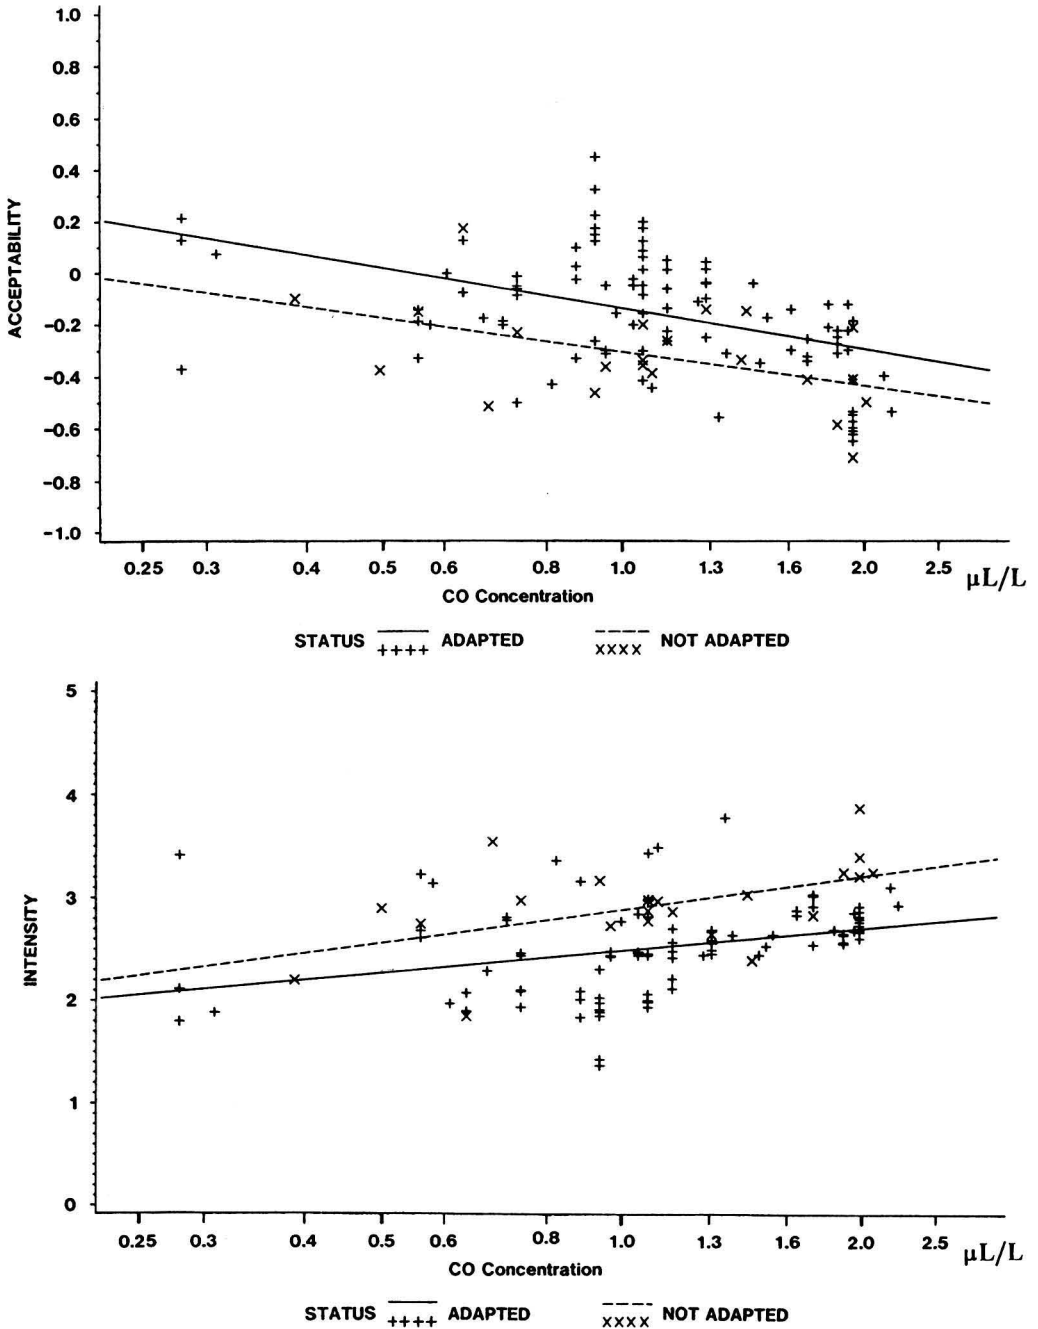 1.0
0.8
0.6
0.4
0.2
0
−0.2
−0.4
−0.6
−0.8
−1.0
ACCEPTABILITY
0.25 0.3 0.4 0.5 0.6 0.8 1.0 1.3 1.6 2.0 2.5 μL/L
CO Concentration
STATUS ++++ ADAPTED xxxx NOT ADAPTED
5
4
3
2
1
0
INTENSITY
0.25 0.3 0.4 0.5 0.6 0.8 1.0 1.3 1.6 2.0 2.5 μL/L
CO Concentration
STATUS ++++ ADAPTED xxxx NOT ADAPTED